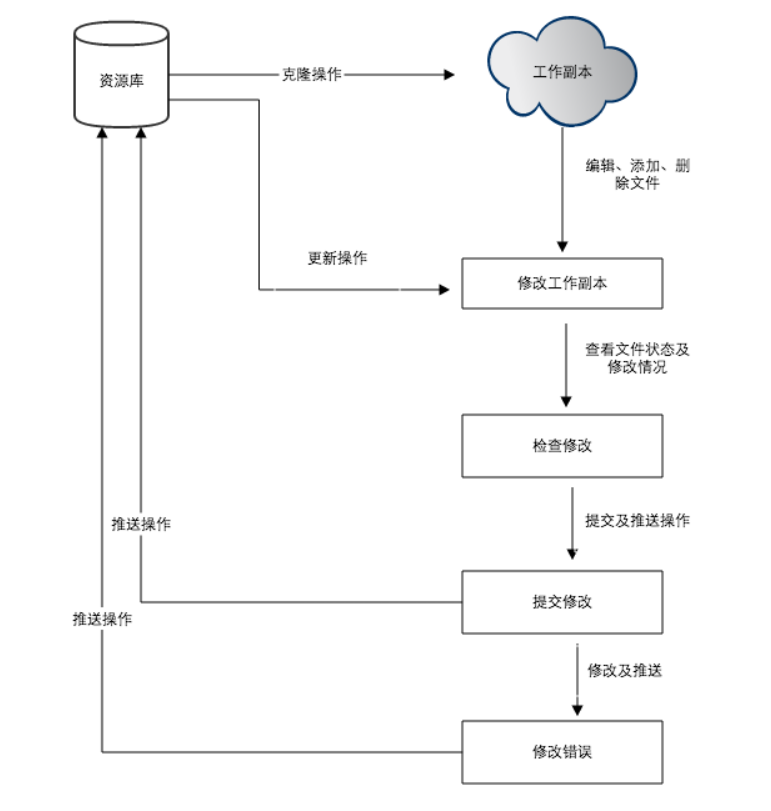 资源库
克隆操作
工作副本
编辑、添加、删
除文件
更新操作
修改工作副本
查看文件状态及
修改情况
检查修改
推送操作
提交及推送操作
提交修改
推送操作
修改及推送
修改错误